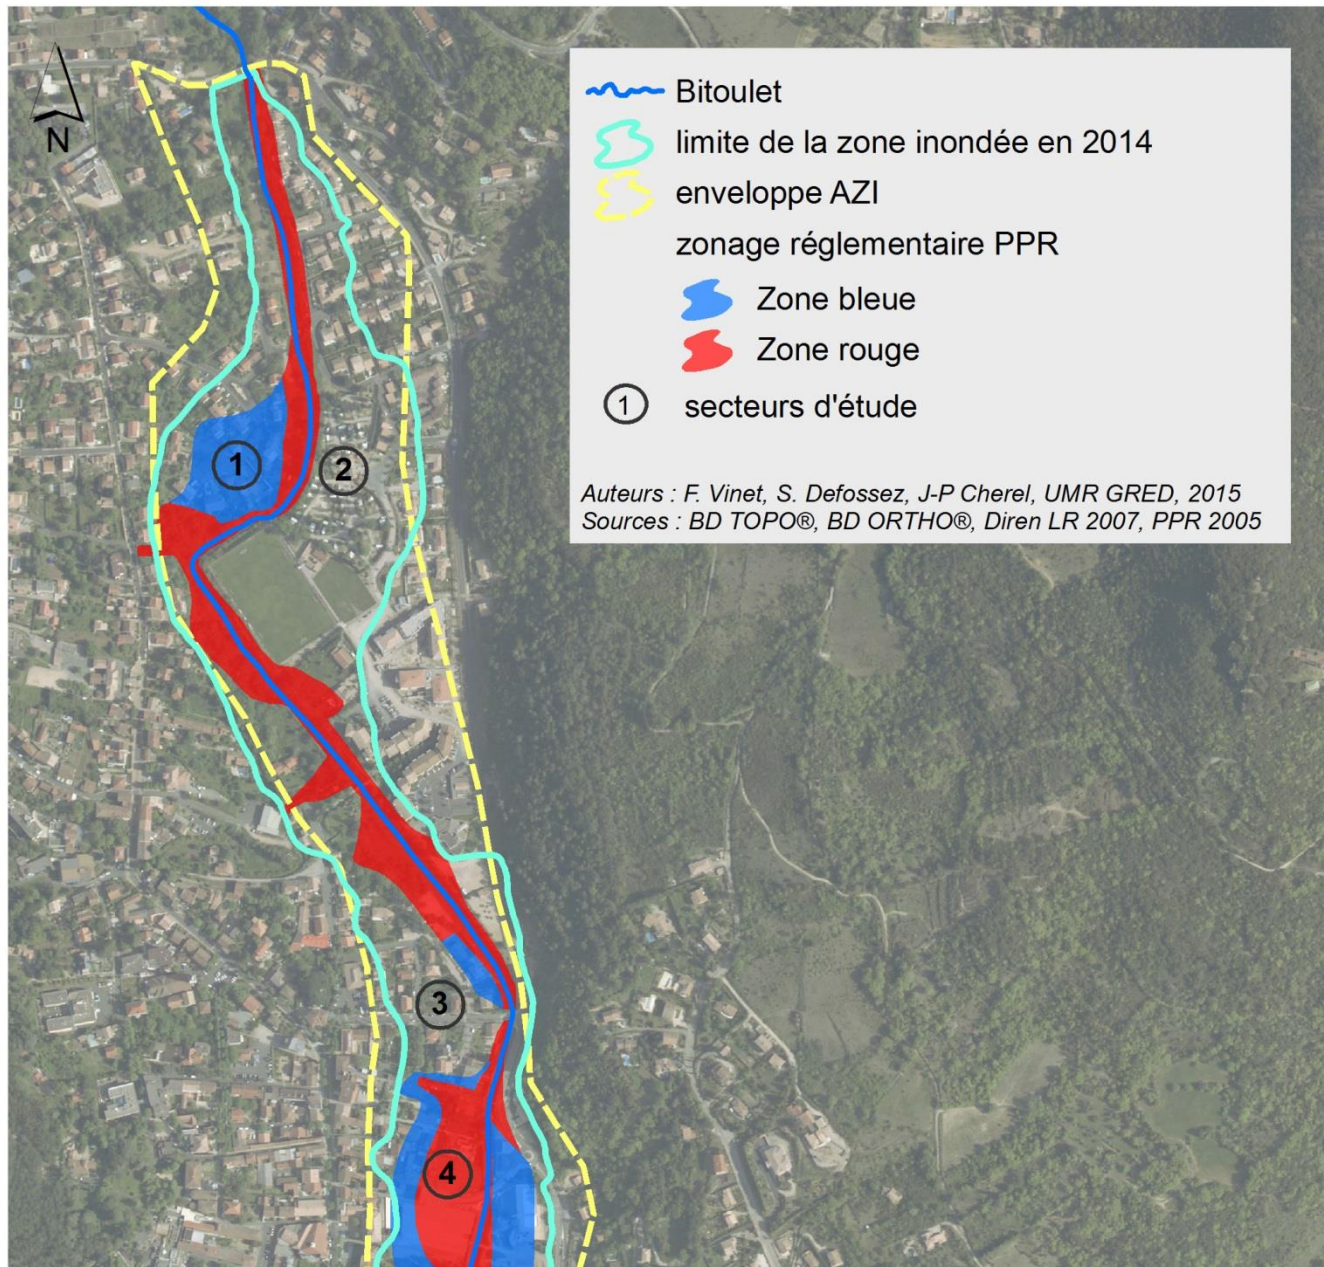 N
Bitoulet
limite de la zone inondée en 2014
enveloppe AZI
zonage réglementaire PPR
Zone bleue
Zone rouge
1 secteurs d'étude
Auteurs : F. Vinet, S. Defossez, J-P Cherel, UMR GRED, 2015
Sources : BD TOPO®, BD ORTHO®, Diren LR 2007, PPR 2005
1
2
3
4